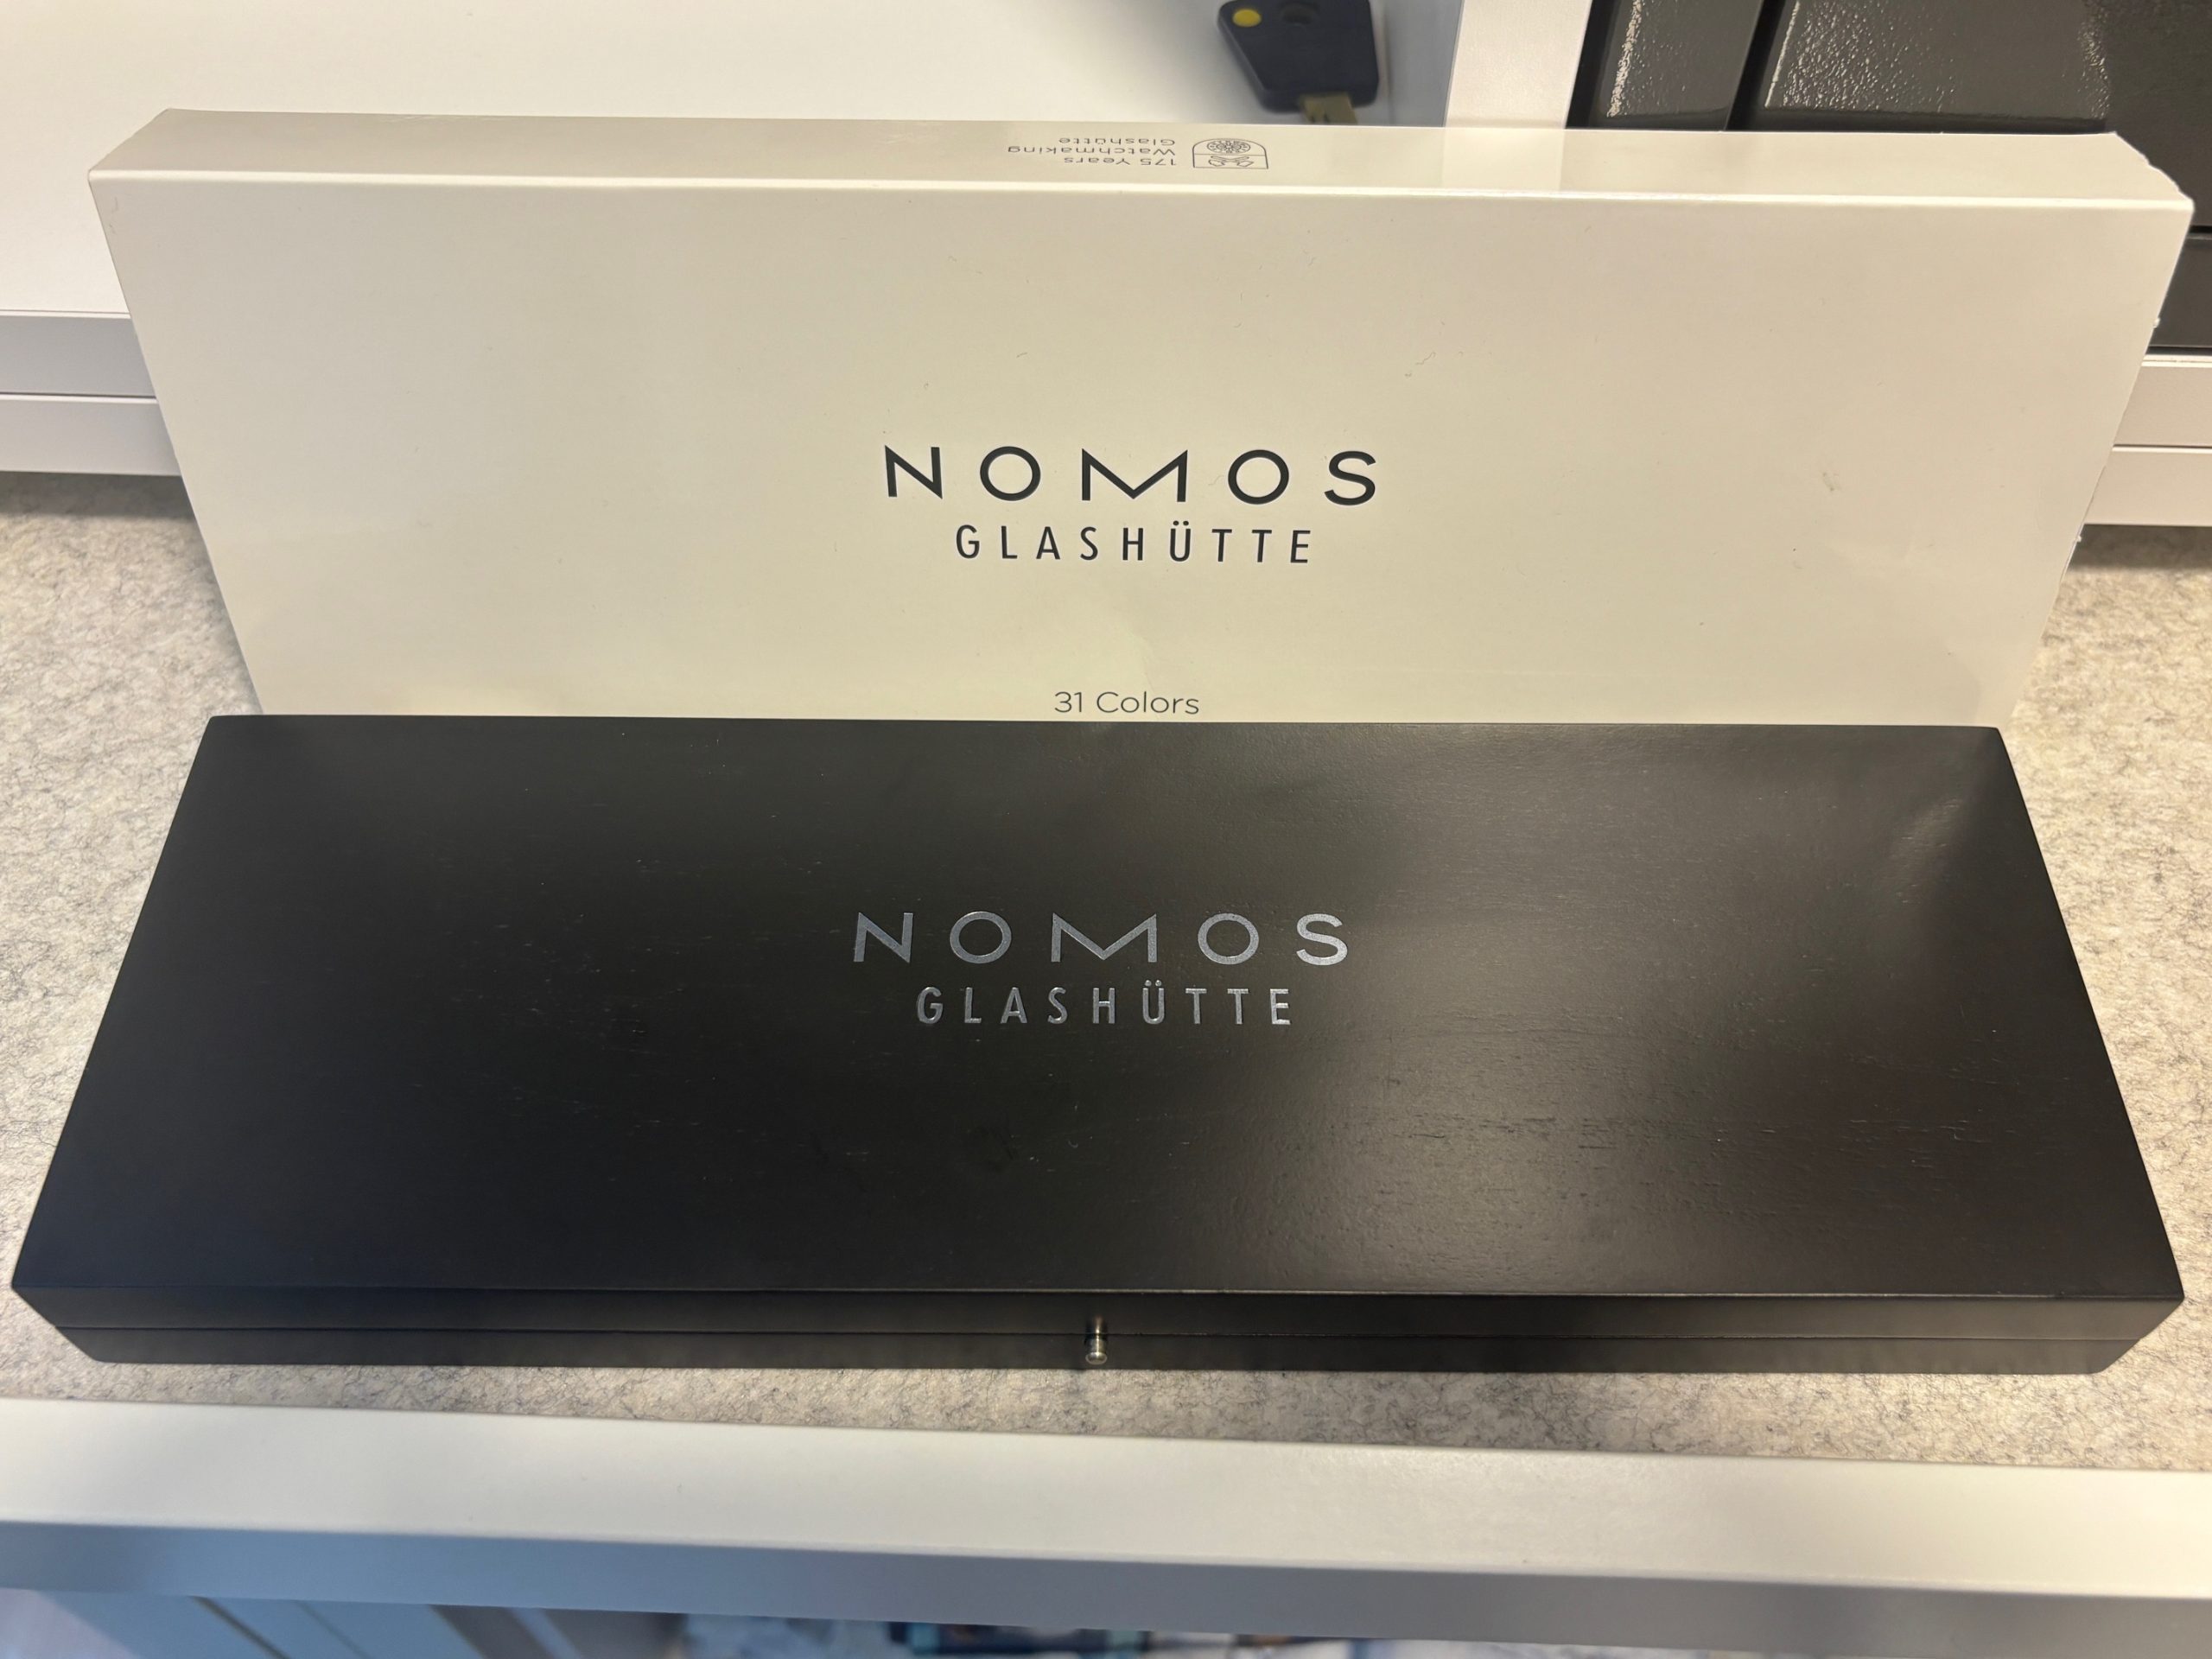 175 Years
Watchmaking
Glashütte
NOMOS
GLASHÜTTE
31 Colors
NOMOS
GLASHÜTTE